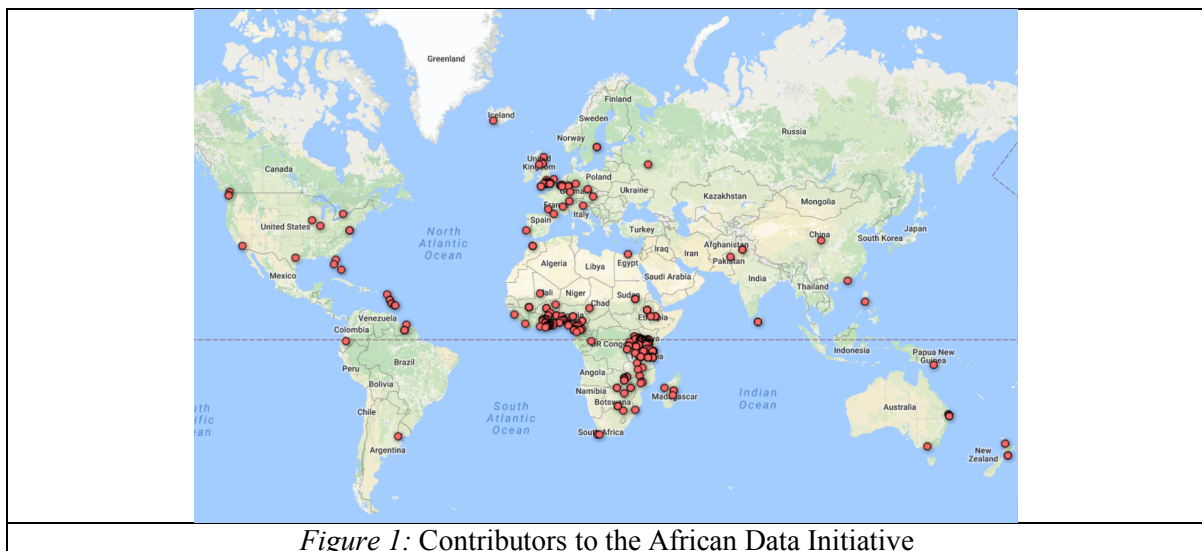 Greenland
Iceland
Finland
Sweden
Norway
Russia
United
Kingdom
Canada
Poland
Ukraine
Kazakhstan
Mongolia
Spain
Italy
Turkey
United States
North
Atlantic
Ocean
Afghanistan
China
South Korea
Japan
Iraq
Iran
Pakistan
Algeria
Libya
Egypt
Saudi Arabia
India
Thailand
Mexico
Mali
Niger
Chad
Sudan
Venezuela
Colombia
DR Congo
Indonesia
Papua New
Guinea
Brazil
Peru
Bolivia
Angola
Namibia
Botswana
Madagascar
Indian
Ocean
Australia
Chile
South
Atlantic
Ocean
South Africa
Argentina
New
Zealand
Figure 1: Contributors to the African Data Initiative